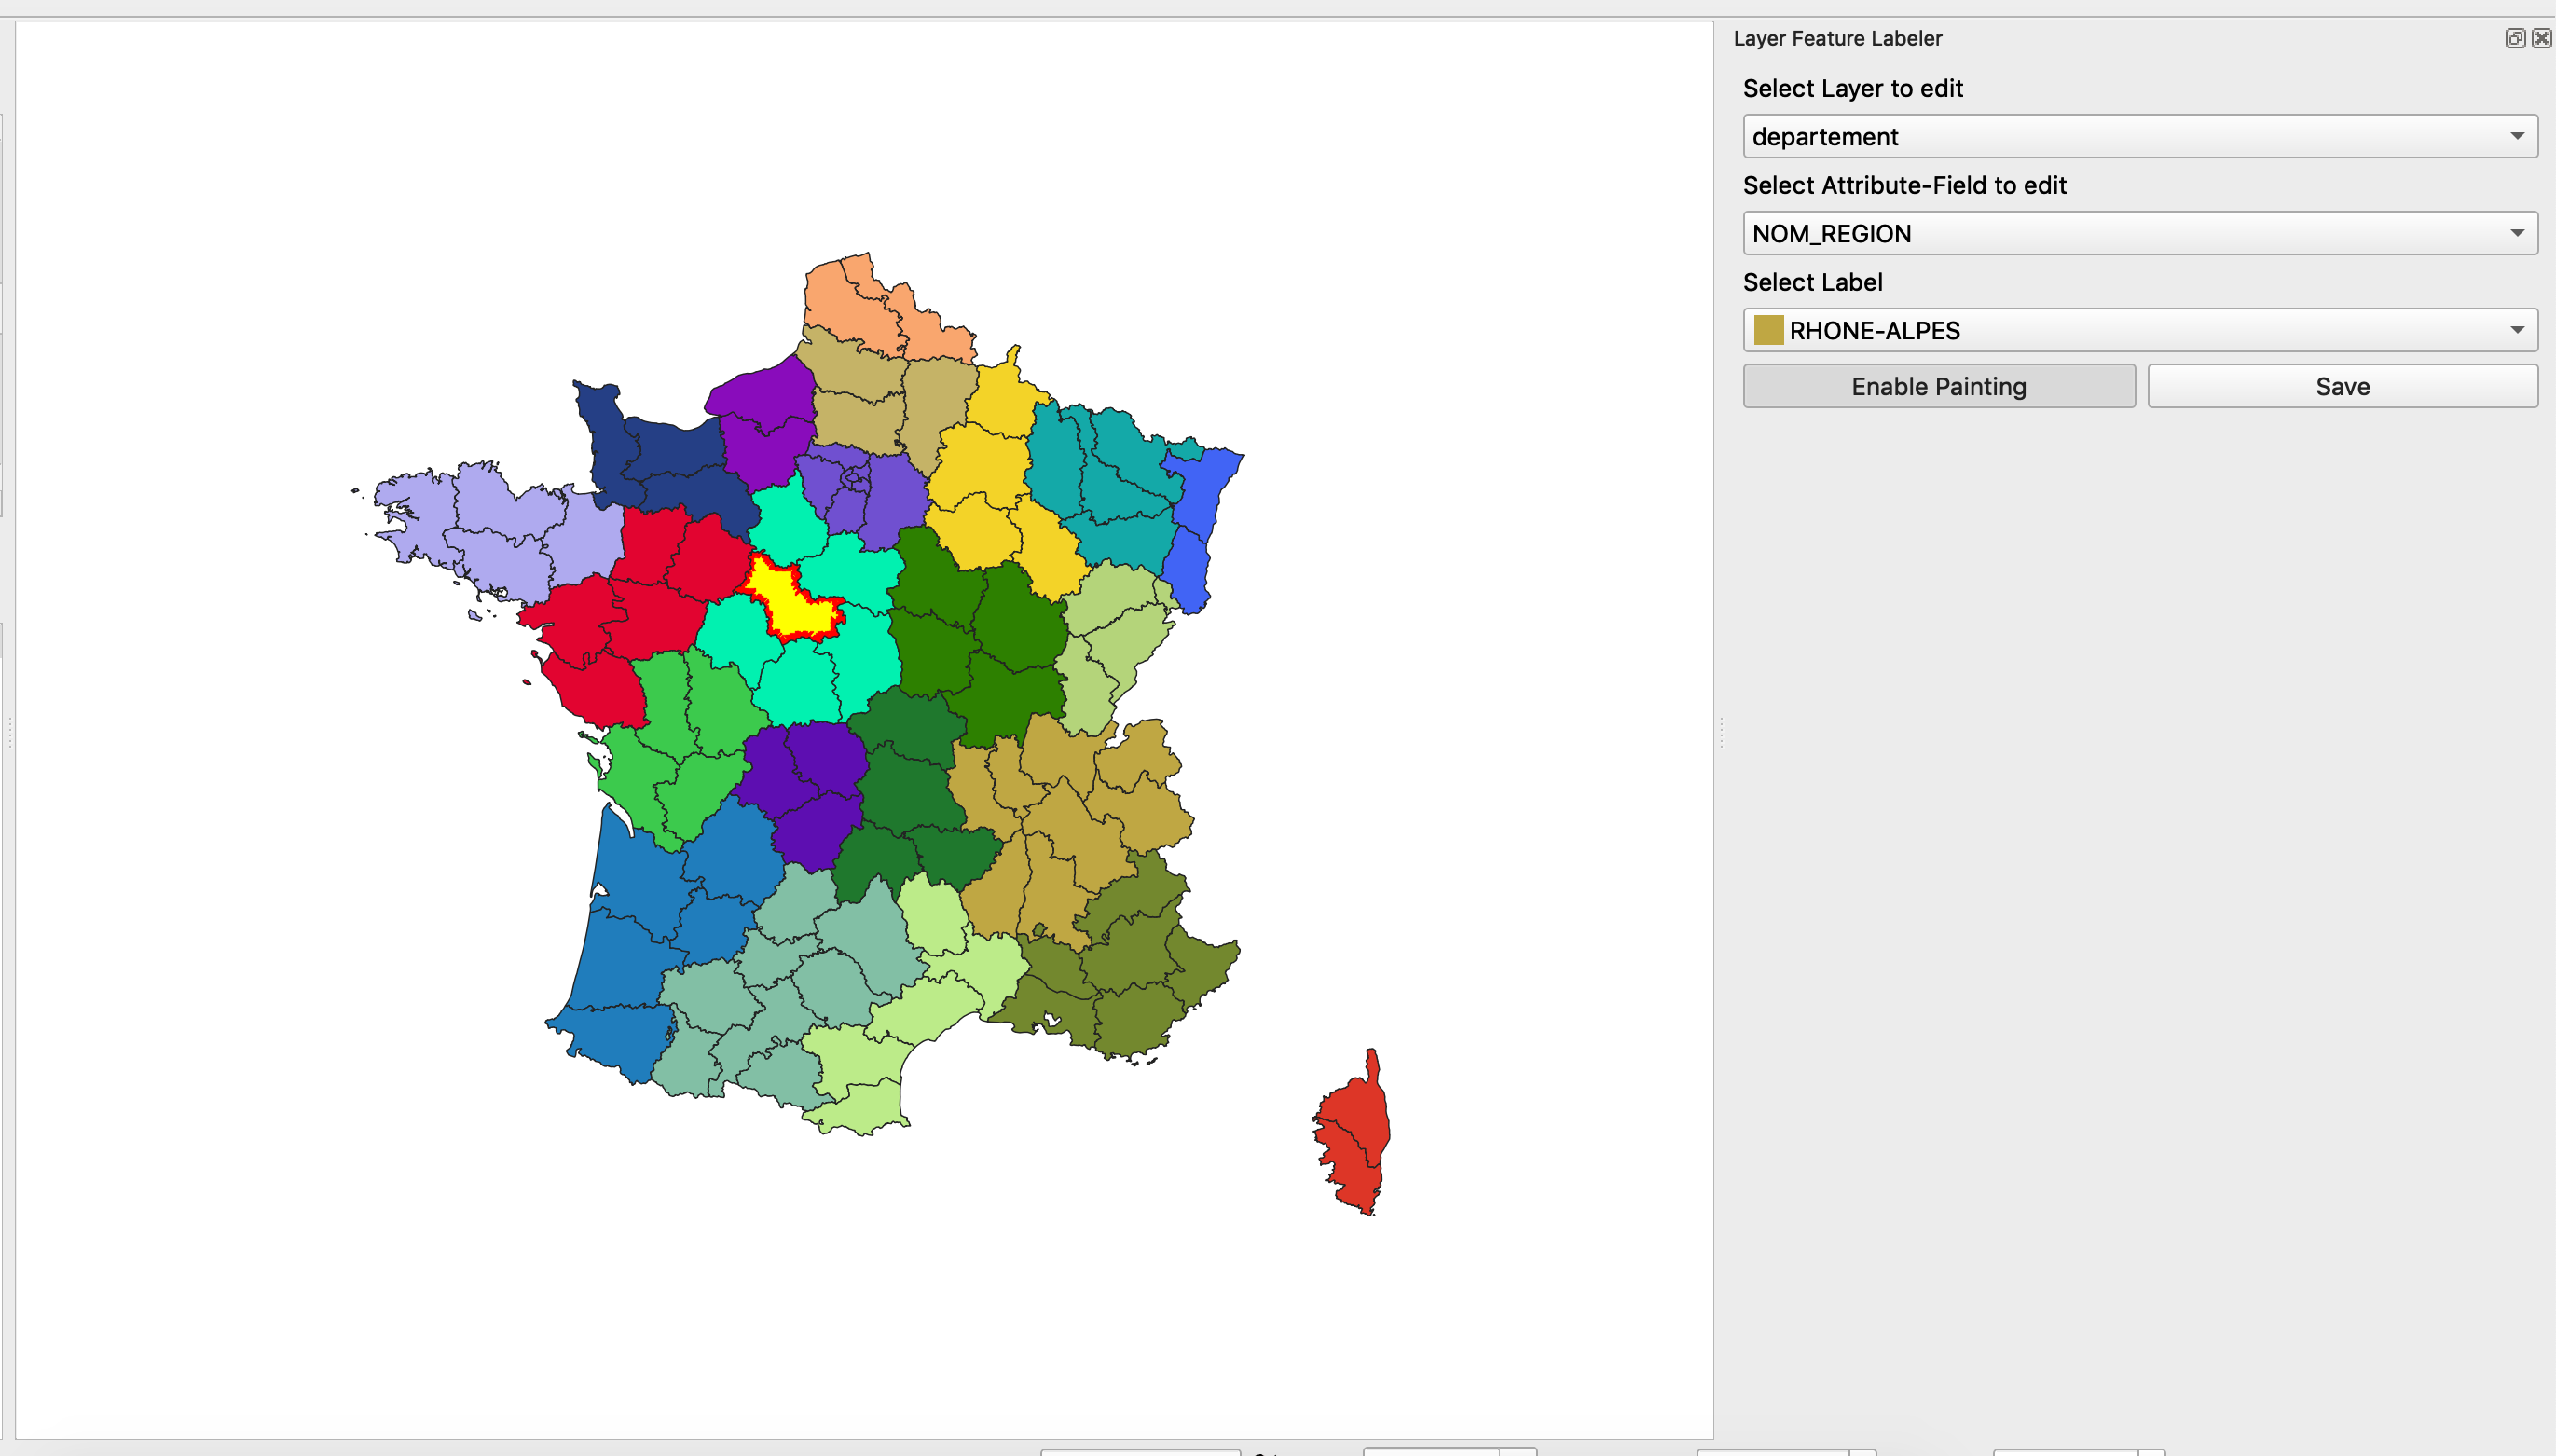 Layer Feature Labeler
Select Layer to edit
departement
Select Attribute-Field to edit
NOM_REGION
Select Label
RHONE-ALPES
Enable Painting
Save